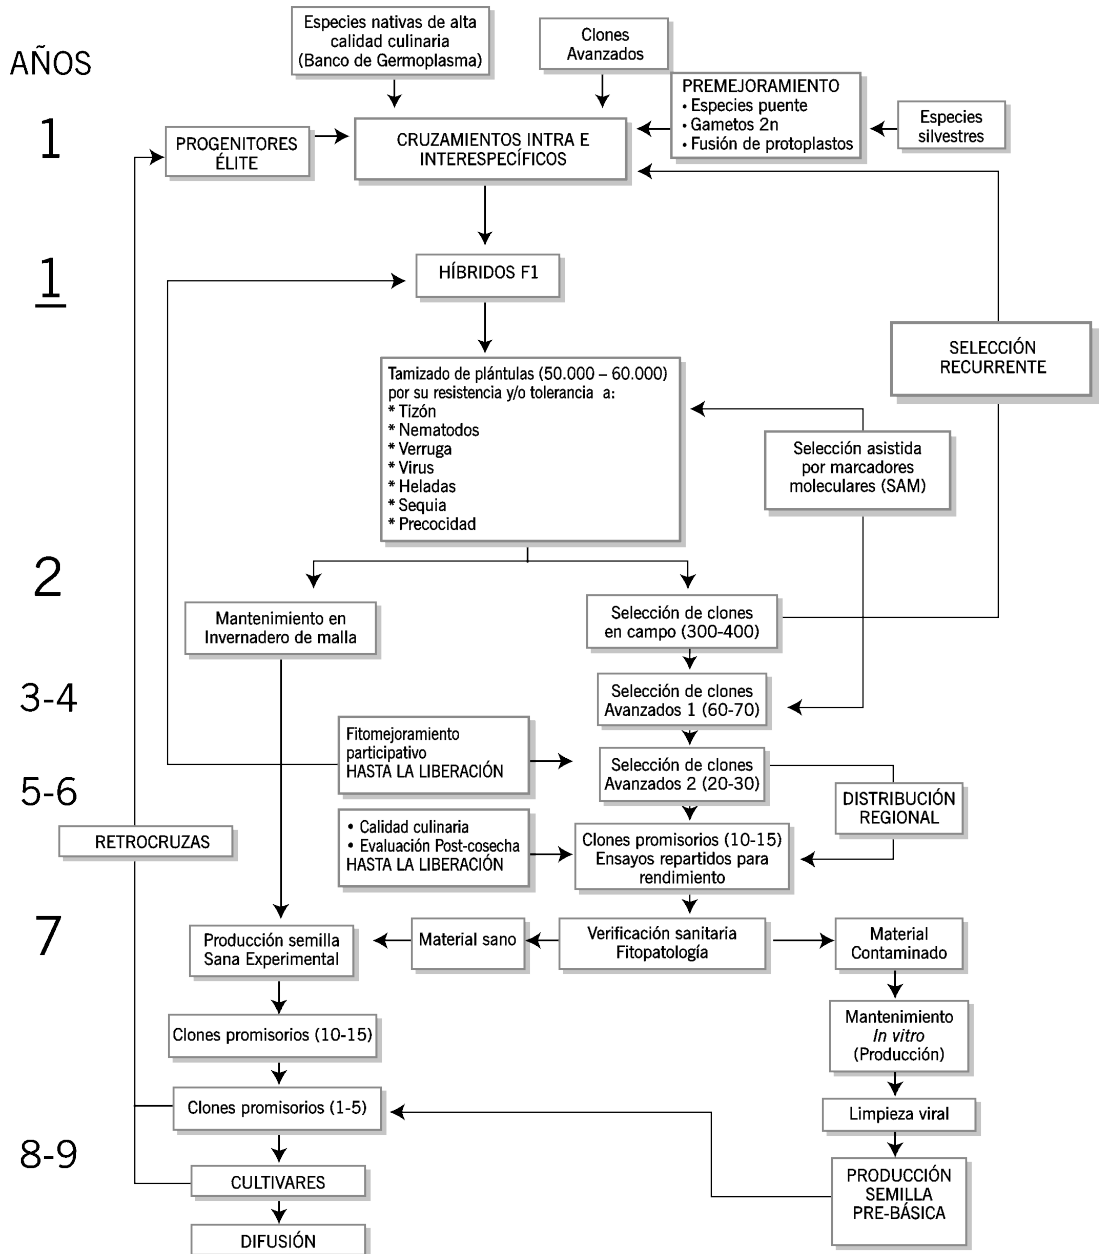 AÑOS
Especies nativas de alta
calidad culinaria
(Banco de Germoplasma)
Clones
Avanzados
PREMEJORAMIENTO
• Especies puente
• Gametos 2n
• Fusión de protoplastos
Especies
silvestres
1
PROGENITORES
ÉLITE
CRUZAMIENTOS INTRA E
INTERESPECÍFICOS
1
HÍBRIDOS F1
SELECCIÓN
RECURRENTE
Tamizado de plántulas (50.000 – 60.000)
por su resistencia y/o tolerancia a:
* Tizón
* Nematodos
* Verruga
* Virus
* Heladas
* Sequia
* Precocidad
Selección asistida
por marcadores
moleculares (SAM)
2
Mantenimiento en
Invernadero de malla
Selección de clones
en campo (300-400)
3-4
Selección de clones
Avanzados 1 (60-70)
Fitomejoramiento
participativo
HASTA LA LIBERACIÓN
Selección de clones
Avanzados 2 (20-30)
5-6
DISTRIBUCIÓN
REGIONAL
RETROCRUZAS
• Calidad culinaria
• Evaluación Post-cosecha
HASTA LA LIBERACIÓN
Clones promisorios (10-15)
Ensayos repartidos para
rendimiento
7
Producción semilla
Sana Experimental
Material sano
Verificación sanitaria
Fitopatología
Material
Contaminado
Clones promisorios (10-15)
Mantenimiento
In vitro
(Producción)
Clones promisorios (1-5)
Limpieza viral
8-9
CULTIVARES
PRODUCCIÓN
SEMILLA
PRE-BÁSICA
DIFUSIÓN